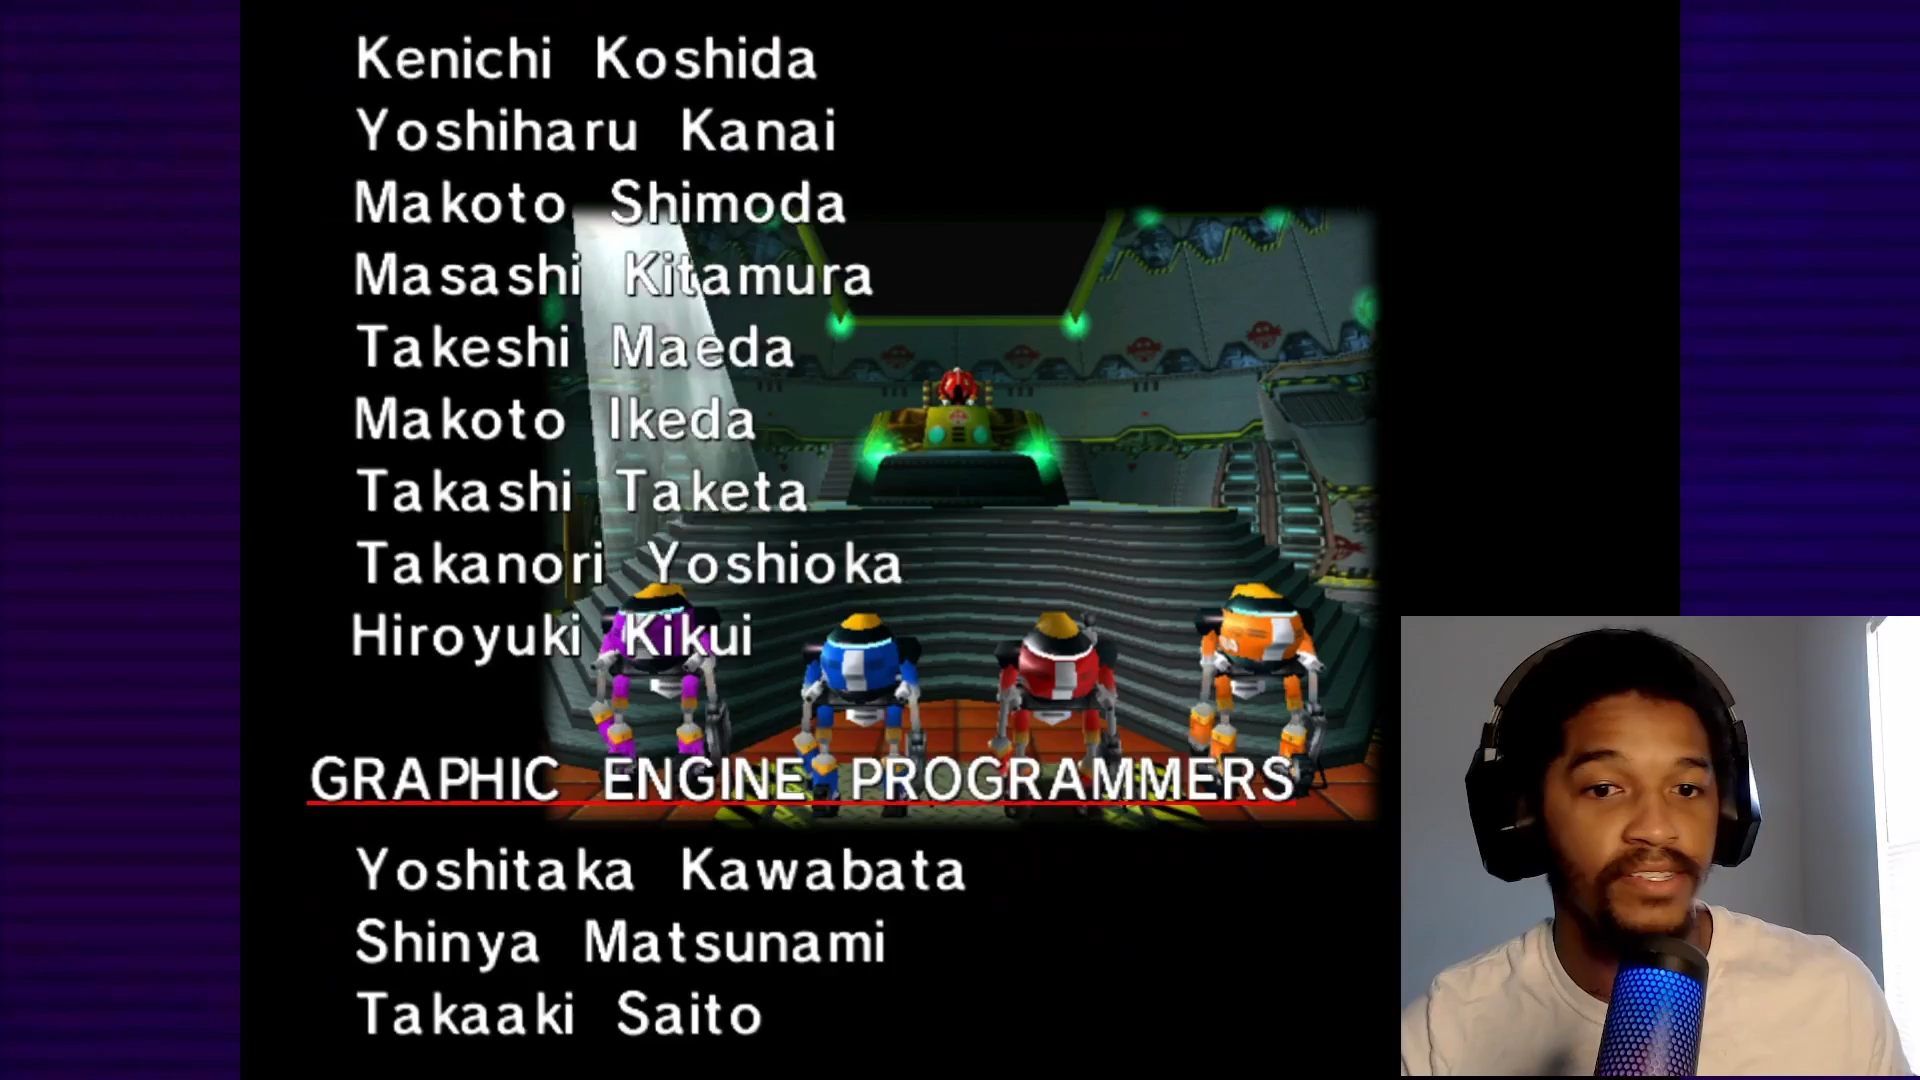 Kenichi Koshida
Yoshiharu Kanai
Makoto Shimoda
Masashi Kitamura
Takeshi Maeda
Makoto Ikeda
Takashi Taketa
Takanori Yoshioka
Hiroyuki Kikui
GRAPHIC ENGINE PROGRAMMERS
Yoshitaka Kawabata
Shinya Matsunami
Takaaki Saito